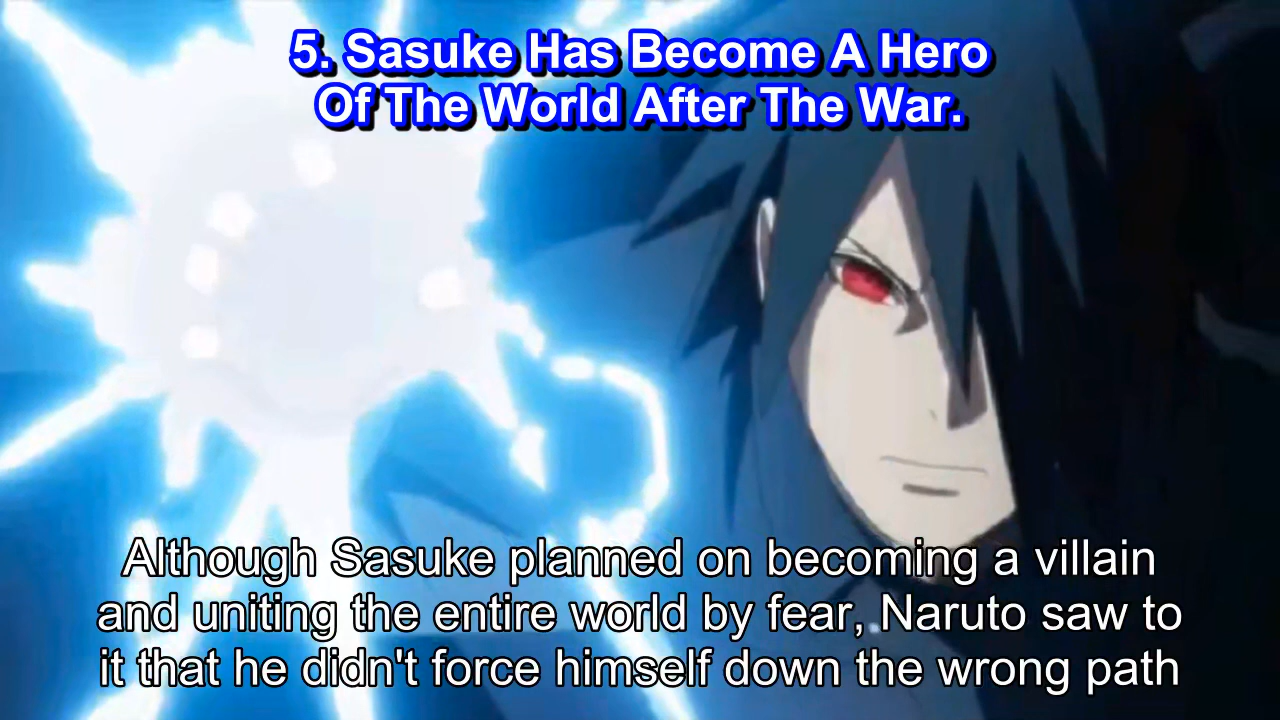 5. Sasuke Has Become A Hero
Of The World After The War.
Although Sasuke planned on becoming a villain
and uniting the entire world by fear, Naruto saw to
it that he didn't force himself down the wrong path